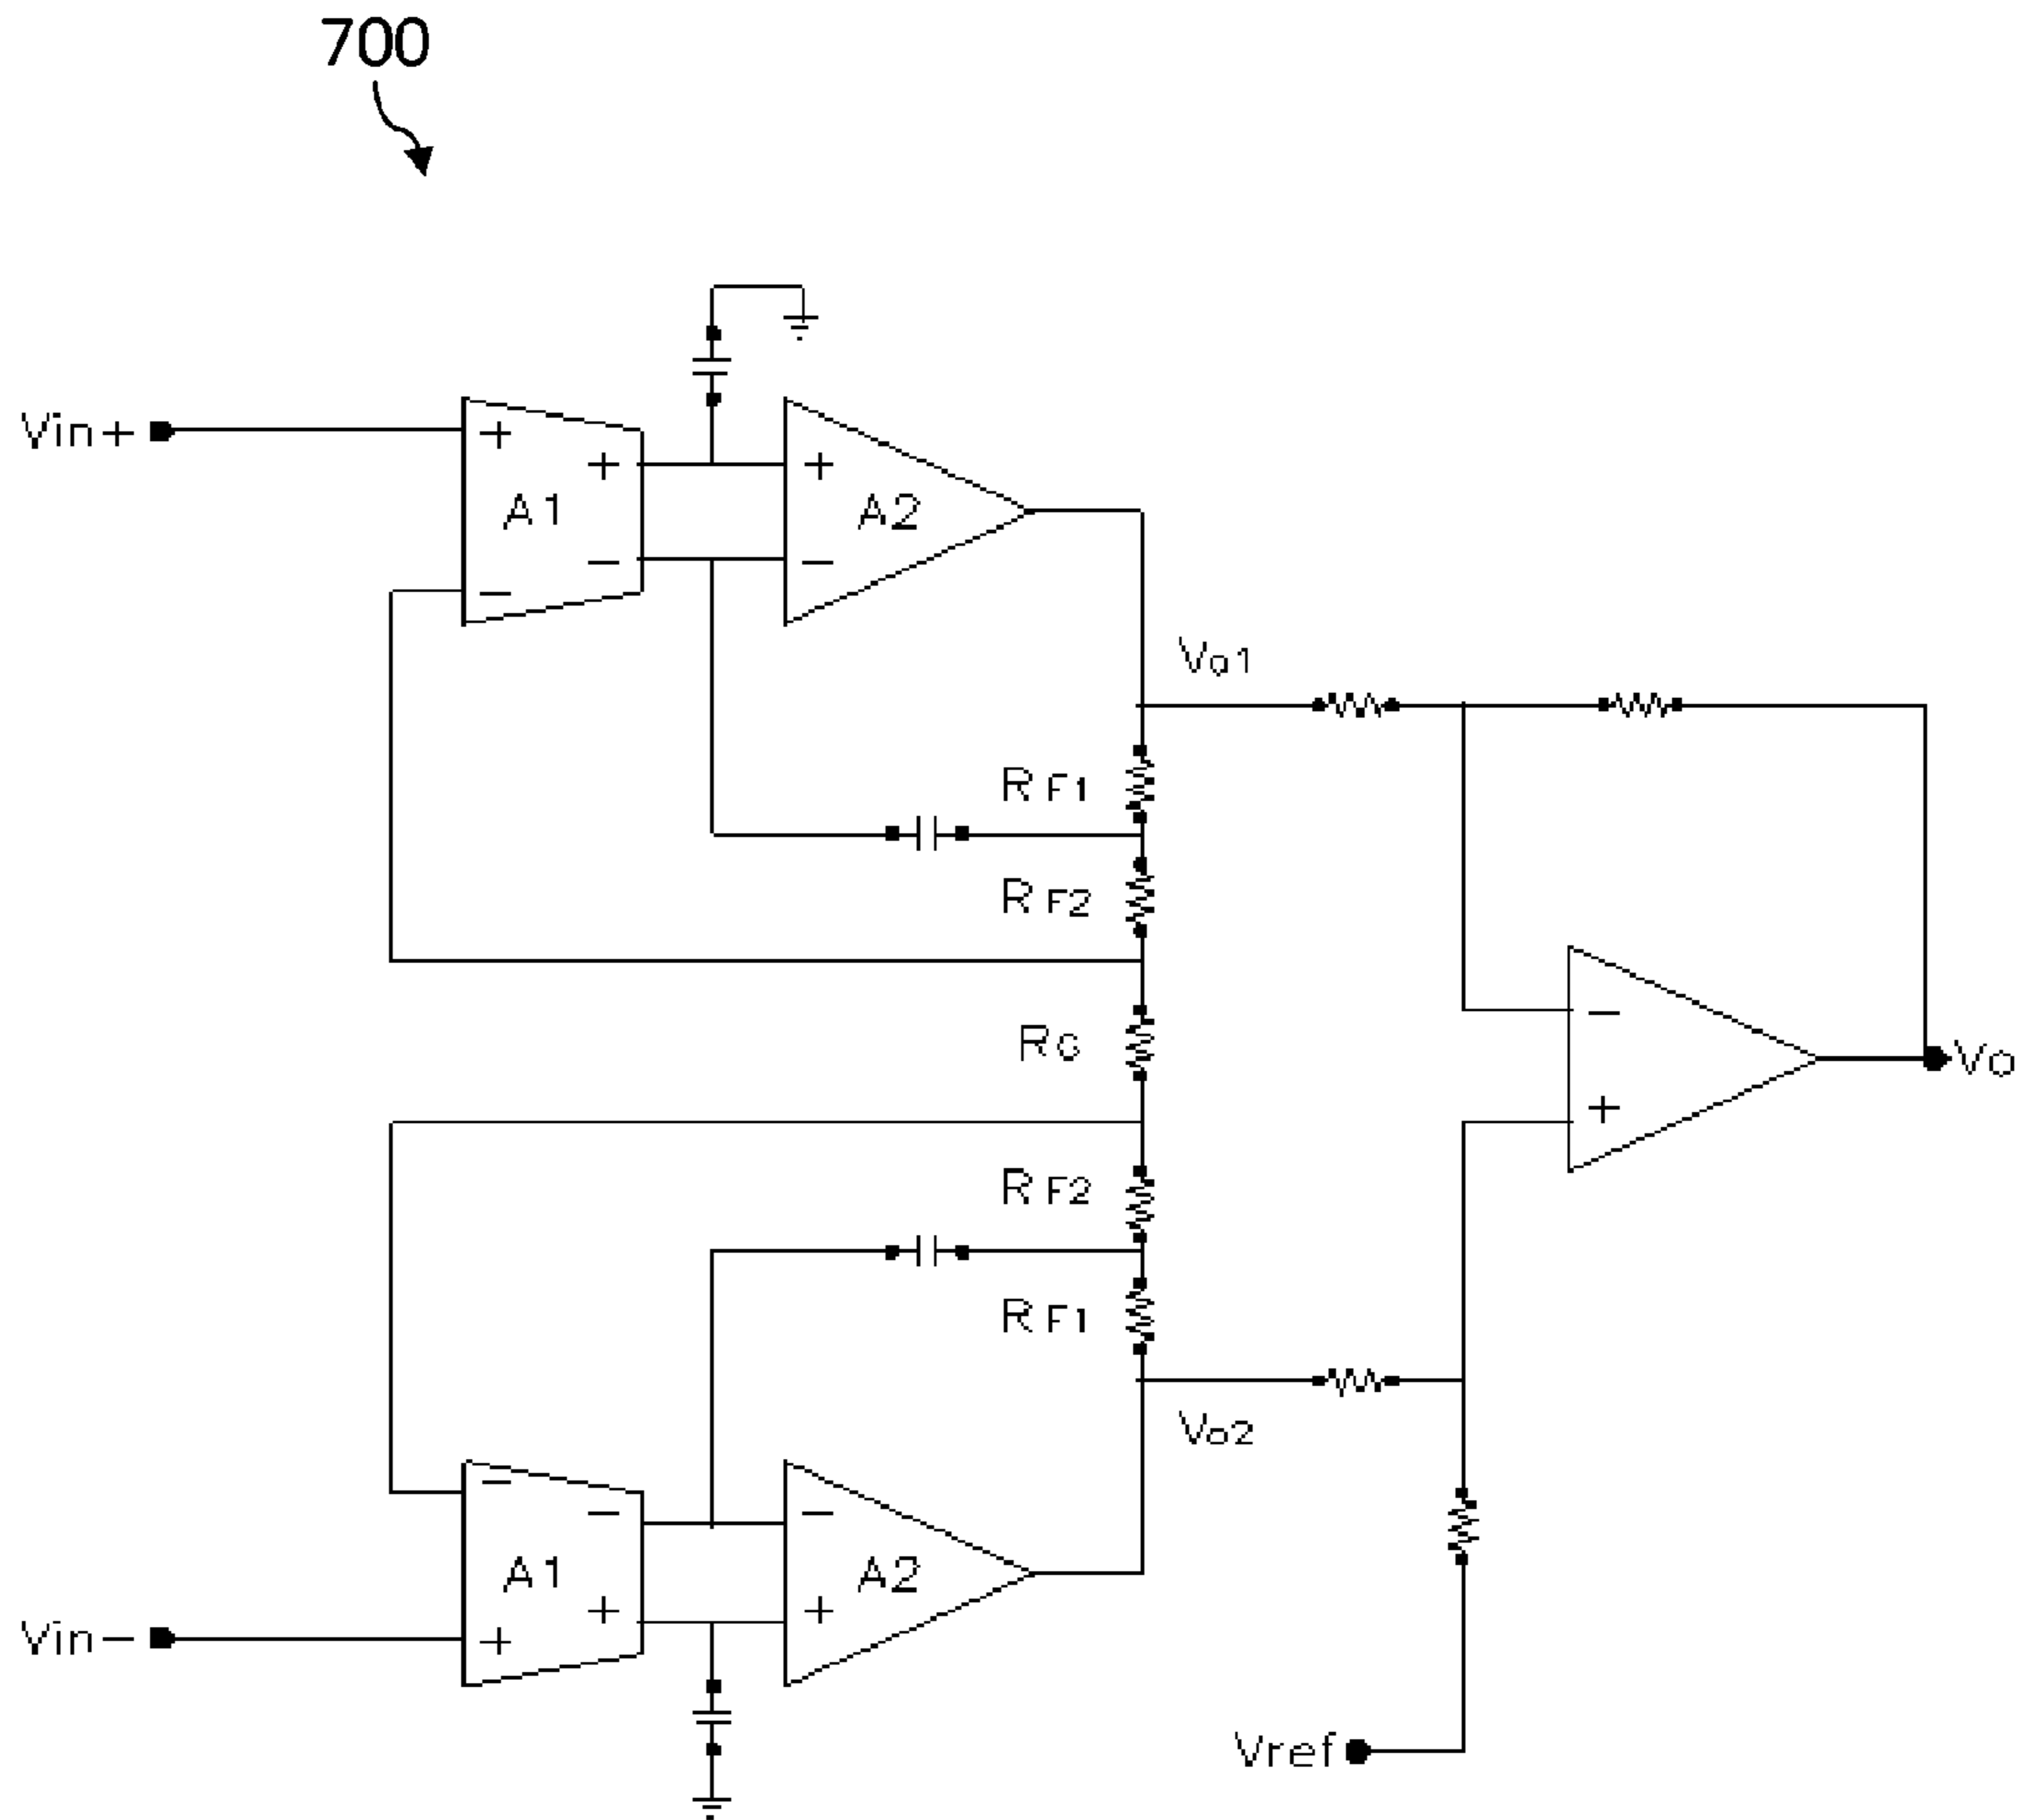 700
Vin+
+
+
A1
−
−
+
A2
−
Vo1
RF1
RF2
RG
−
+
Vo
RF2
RF1
Vo2
−
−
A1
+
+
−
A2
+
Vin−
Vref